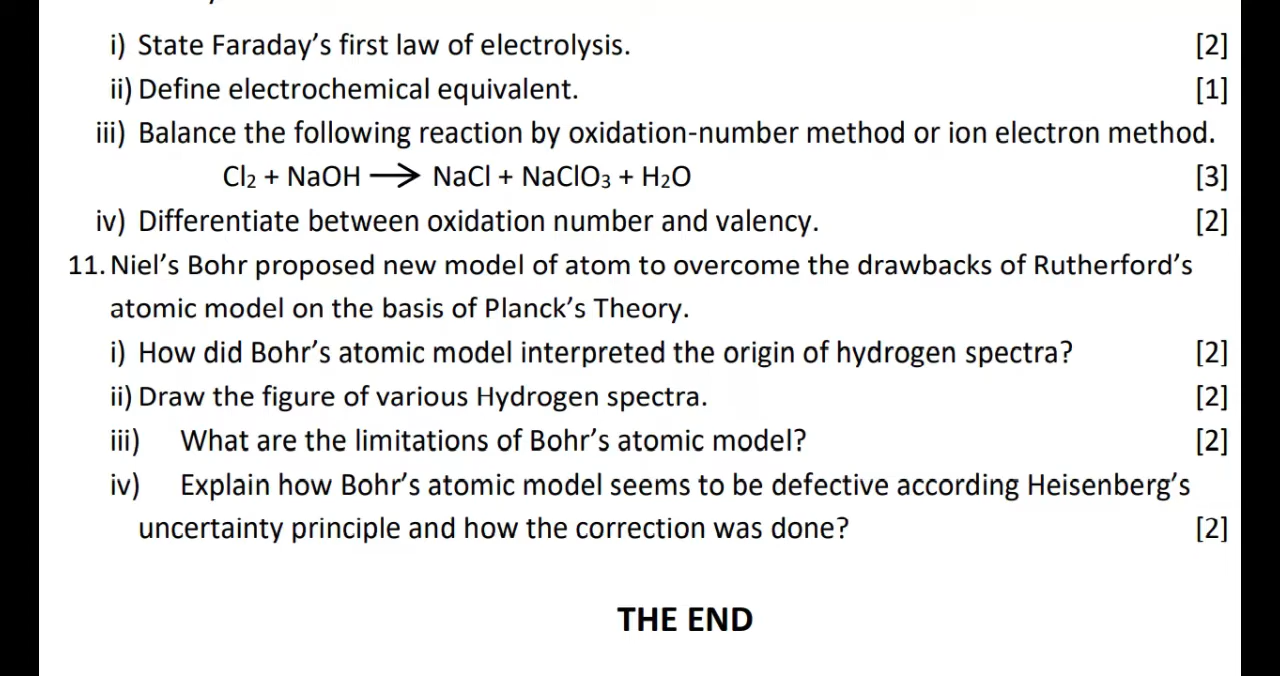 i) State Faraday’s first law of electrolysis. [2]
ii) Define electrochemical equivalent. [1]
iii) Balance the following reaction by oxidation-number method or ion electron method.
Cl₂ + NaOH → NaCl + NaClO₃ + H₂O [3]
iv) Differentiate between oxidation number and valency. [2]
11. Niel’s Bohr proposed new model of atom to overcome the drawbacks of Rutherford’s
atomic model on the basis of Planck’s Theory.
i) How did Bohr’s atomic model interpreted the origin of hydrogen spectra? [2]
ii) Draw the figure of various Hydrogen spectra. [2]
iii) What are the limitations of Bohr’s atomic model? [2]
iv) Explain how Bohr’s atomic model seems to be defective according Heisenberg’s
uncertainty principle and how the correction was done? [2]
THE END